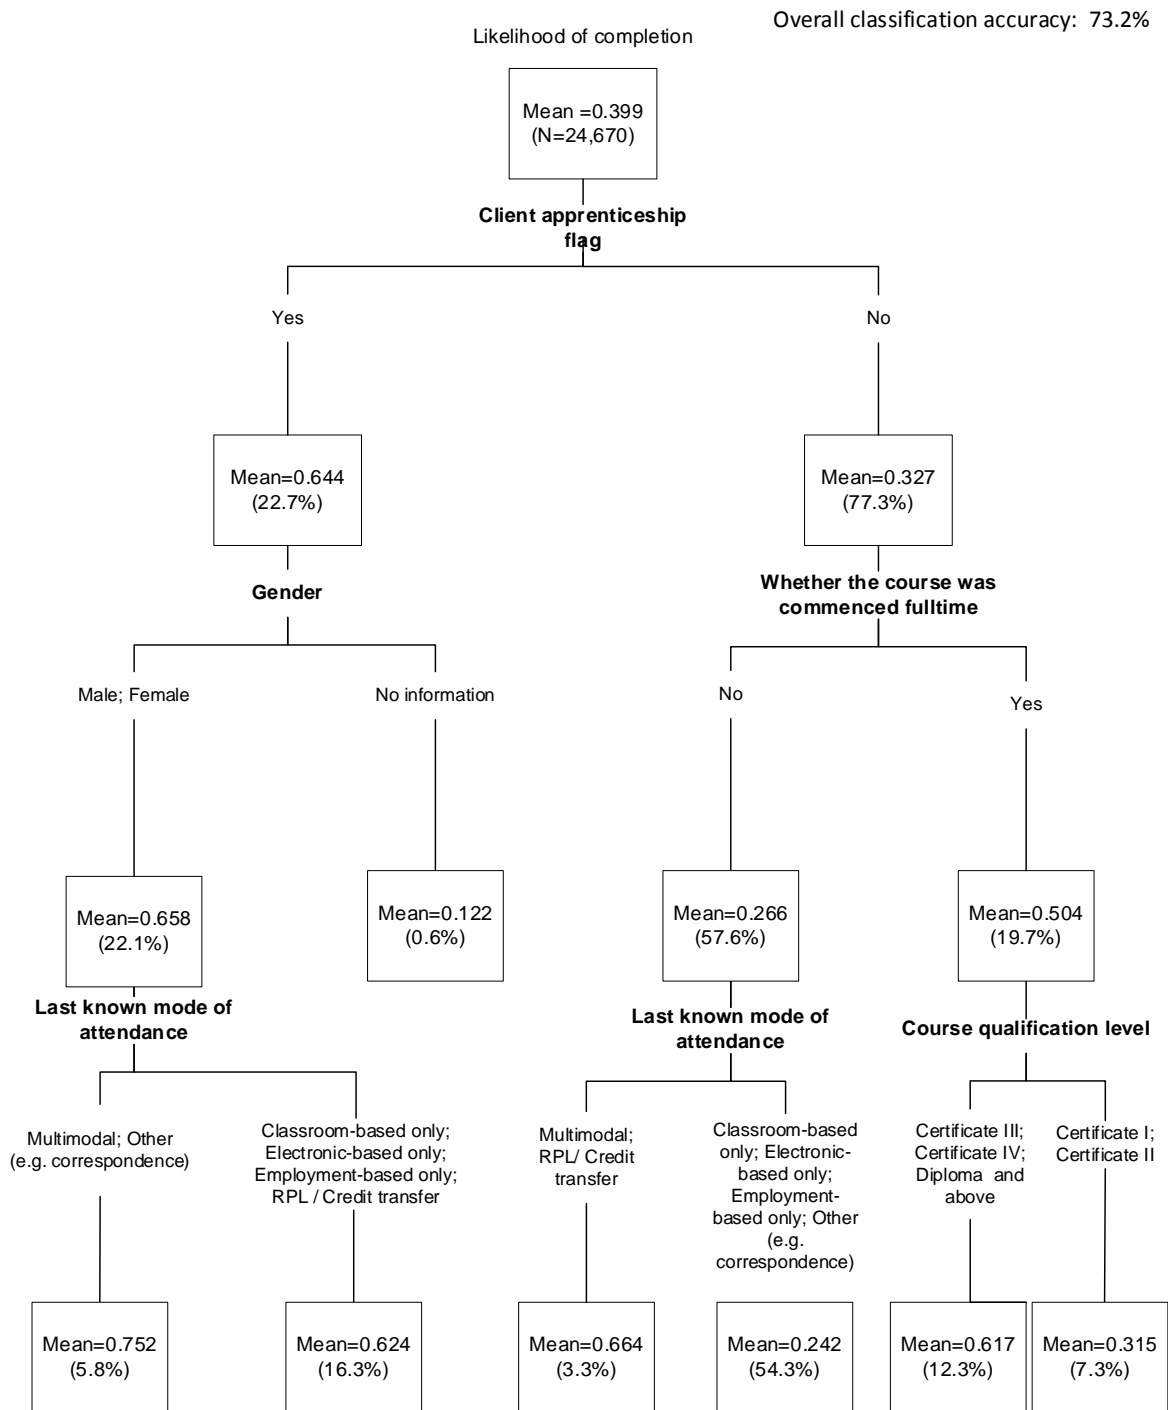 Overall classification accuracy: 73.2%
Likelihood of completion
Mean =0.399
(N=24,670)
Client apprenticeship
flag
Yes
No
Mean=0.644
(22.7%)
Mean=0.327
(77.3%)
Gender
Whether the course was
commenced fulltime
Male; Female
No information
No
Yes
Mean=0.658
(22.1%)
Mean=0.122
(0.6%)
Mean=0.266
(57.6%)
Mean=0.504
(19.7%)
Last known mode of
attendance
Last known mode of
attendance
Course qualification level
Multimodal; Other
(e.g. correspondence)
Classroom-based only;
Electronic-based only;
Employment-based only;
RPL / Credit transfer
Multimodal;
RPL/ Credit
transfer
Classroom-based
only; Electronic-
based only;
Employment-
based only; Other
(e.g.
correspondence)
Certificate III;
Certificate IV;
Diploma and
above
Certificate I;
Certificate II
Mean=0.752
(5.8%)
Mean=0.624
(16.3%)
Mean=0.664
(3.3%)
Mean=0.242
(54.3%)
Mean=0.617
(12.3%)
Mean=0.315
(7.3%)